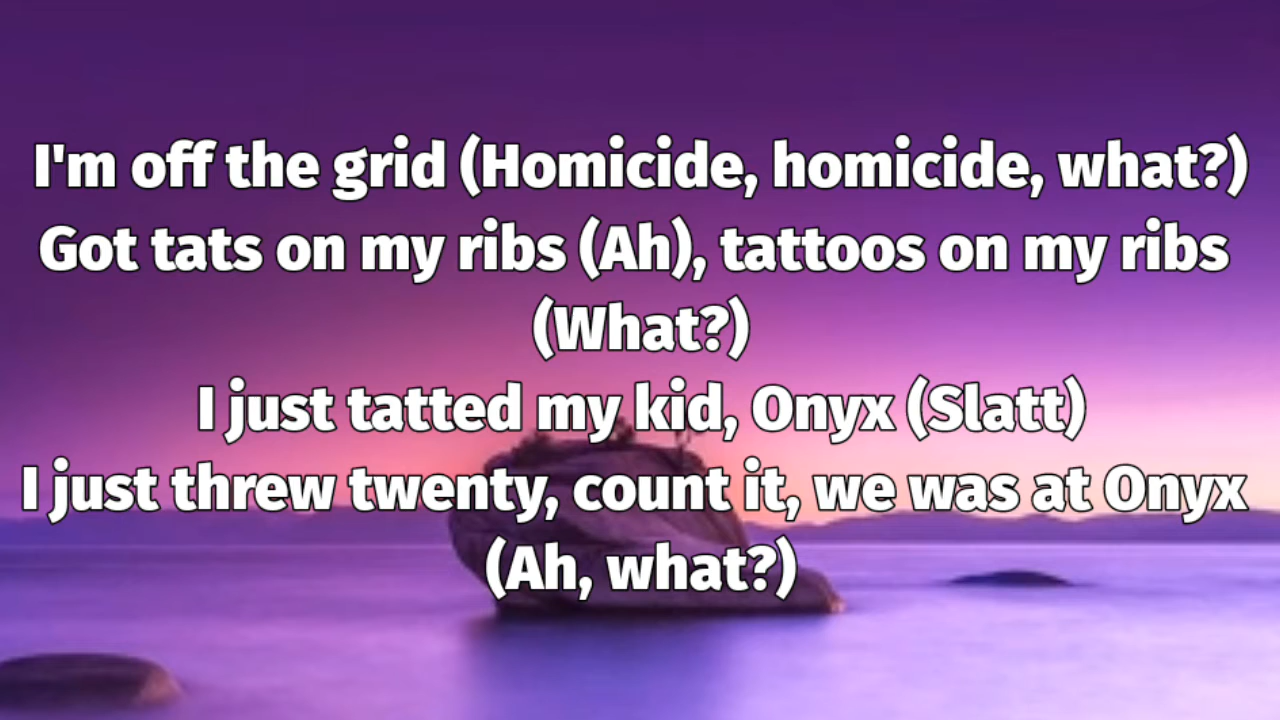 I'm off the grid (Homicide, homicide, what?)
Got tats on my ribs (Ah), tattoos on my ribs
(What?)
I just tatted my kid, Onyx (Slatt)
I just threw twenty, count it, we was at Onyx
(Ah, what?)